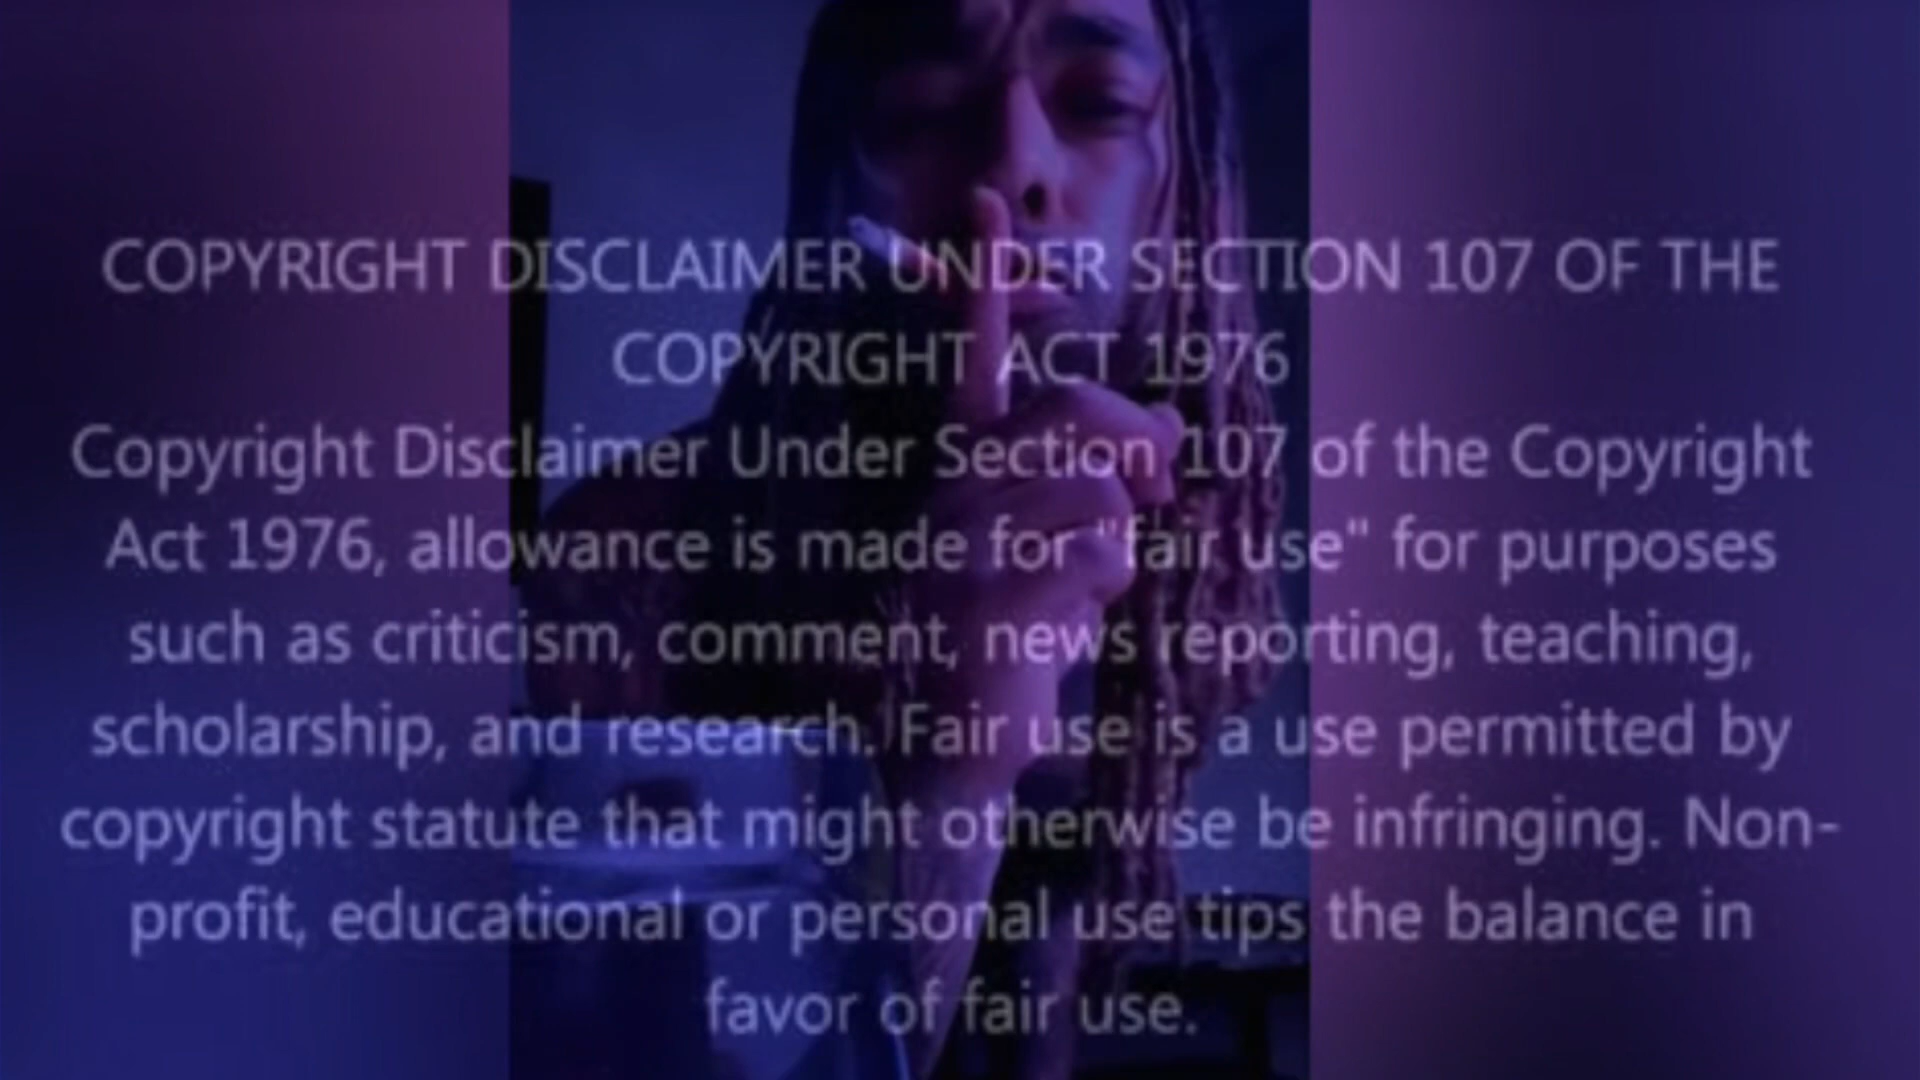 COPYRIGHT DISCLAIMER UNDER SECTION 107 OF THE
COPYRIGHT ACT 1976
Copyright Disclaimer Under Section 107 of the Copyright
Act 1976, allowance is made for "fair use" for purposes
such as criticism, comment, news reporting, teaching,
scholarship, and research. Fair use is a use permitted by
copyright statute that might otherwise be infringing. Non-
profit, educational or personal use tips the balance in
favor of fair use.